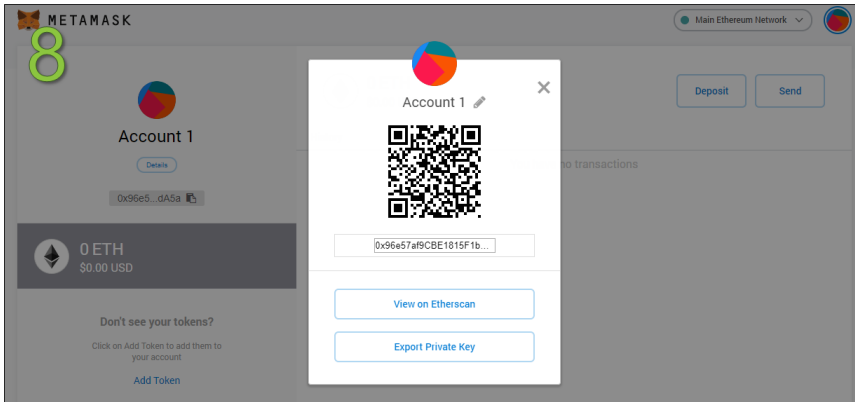 METAMASK
Main Ethereum Network
8
Account 1
Deposit
Send
Account 1
Details
no transactions
0x96e5...dA5a
0x96e57af9CBE1815F1b...
0 ETH
$0.00 USD
View on Etherscan
Don't see your tokens?
Click on Add Token to add them to
your account
Export Private Key
Add Token